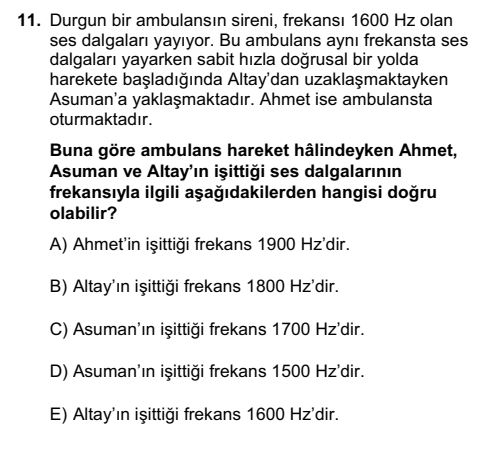 11. Durgun bir ambulansın sireni, frekansı 1600 Hz olan
ses dalgaları yayıyor. Bu ambulans aynı frekansta ses
dalgaları yayarken sabit hızla doğrusal bir yolda
harekete başladığında Altay’dan uzaklaşmaktayken
Asuman’a yaklaşmaktadır. Ahmet ise ambulansta
oturmaktadır.
Buna göre ambulans hareket hâlindeyken Ahmet,
Asuman ve Altay’ın işittiği ses dalgalarının
frekansıyla ilgili aşağıdakilerden hangisi doğru
olabilir?
A) Ahmet’in işittiği frekans 1900 Hz’dir.
B) Altay’ın işittiği frekans 1800 Hz’dir.
C) Asuman’ın işittiği frekans 1700 Hz’dir.
D) Asuman’ın işittiği frekans 1500 Hz’dir.
E) Altay’ın işittiği frekans 1600 Hz’dir.